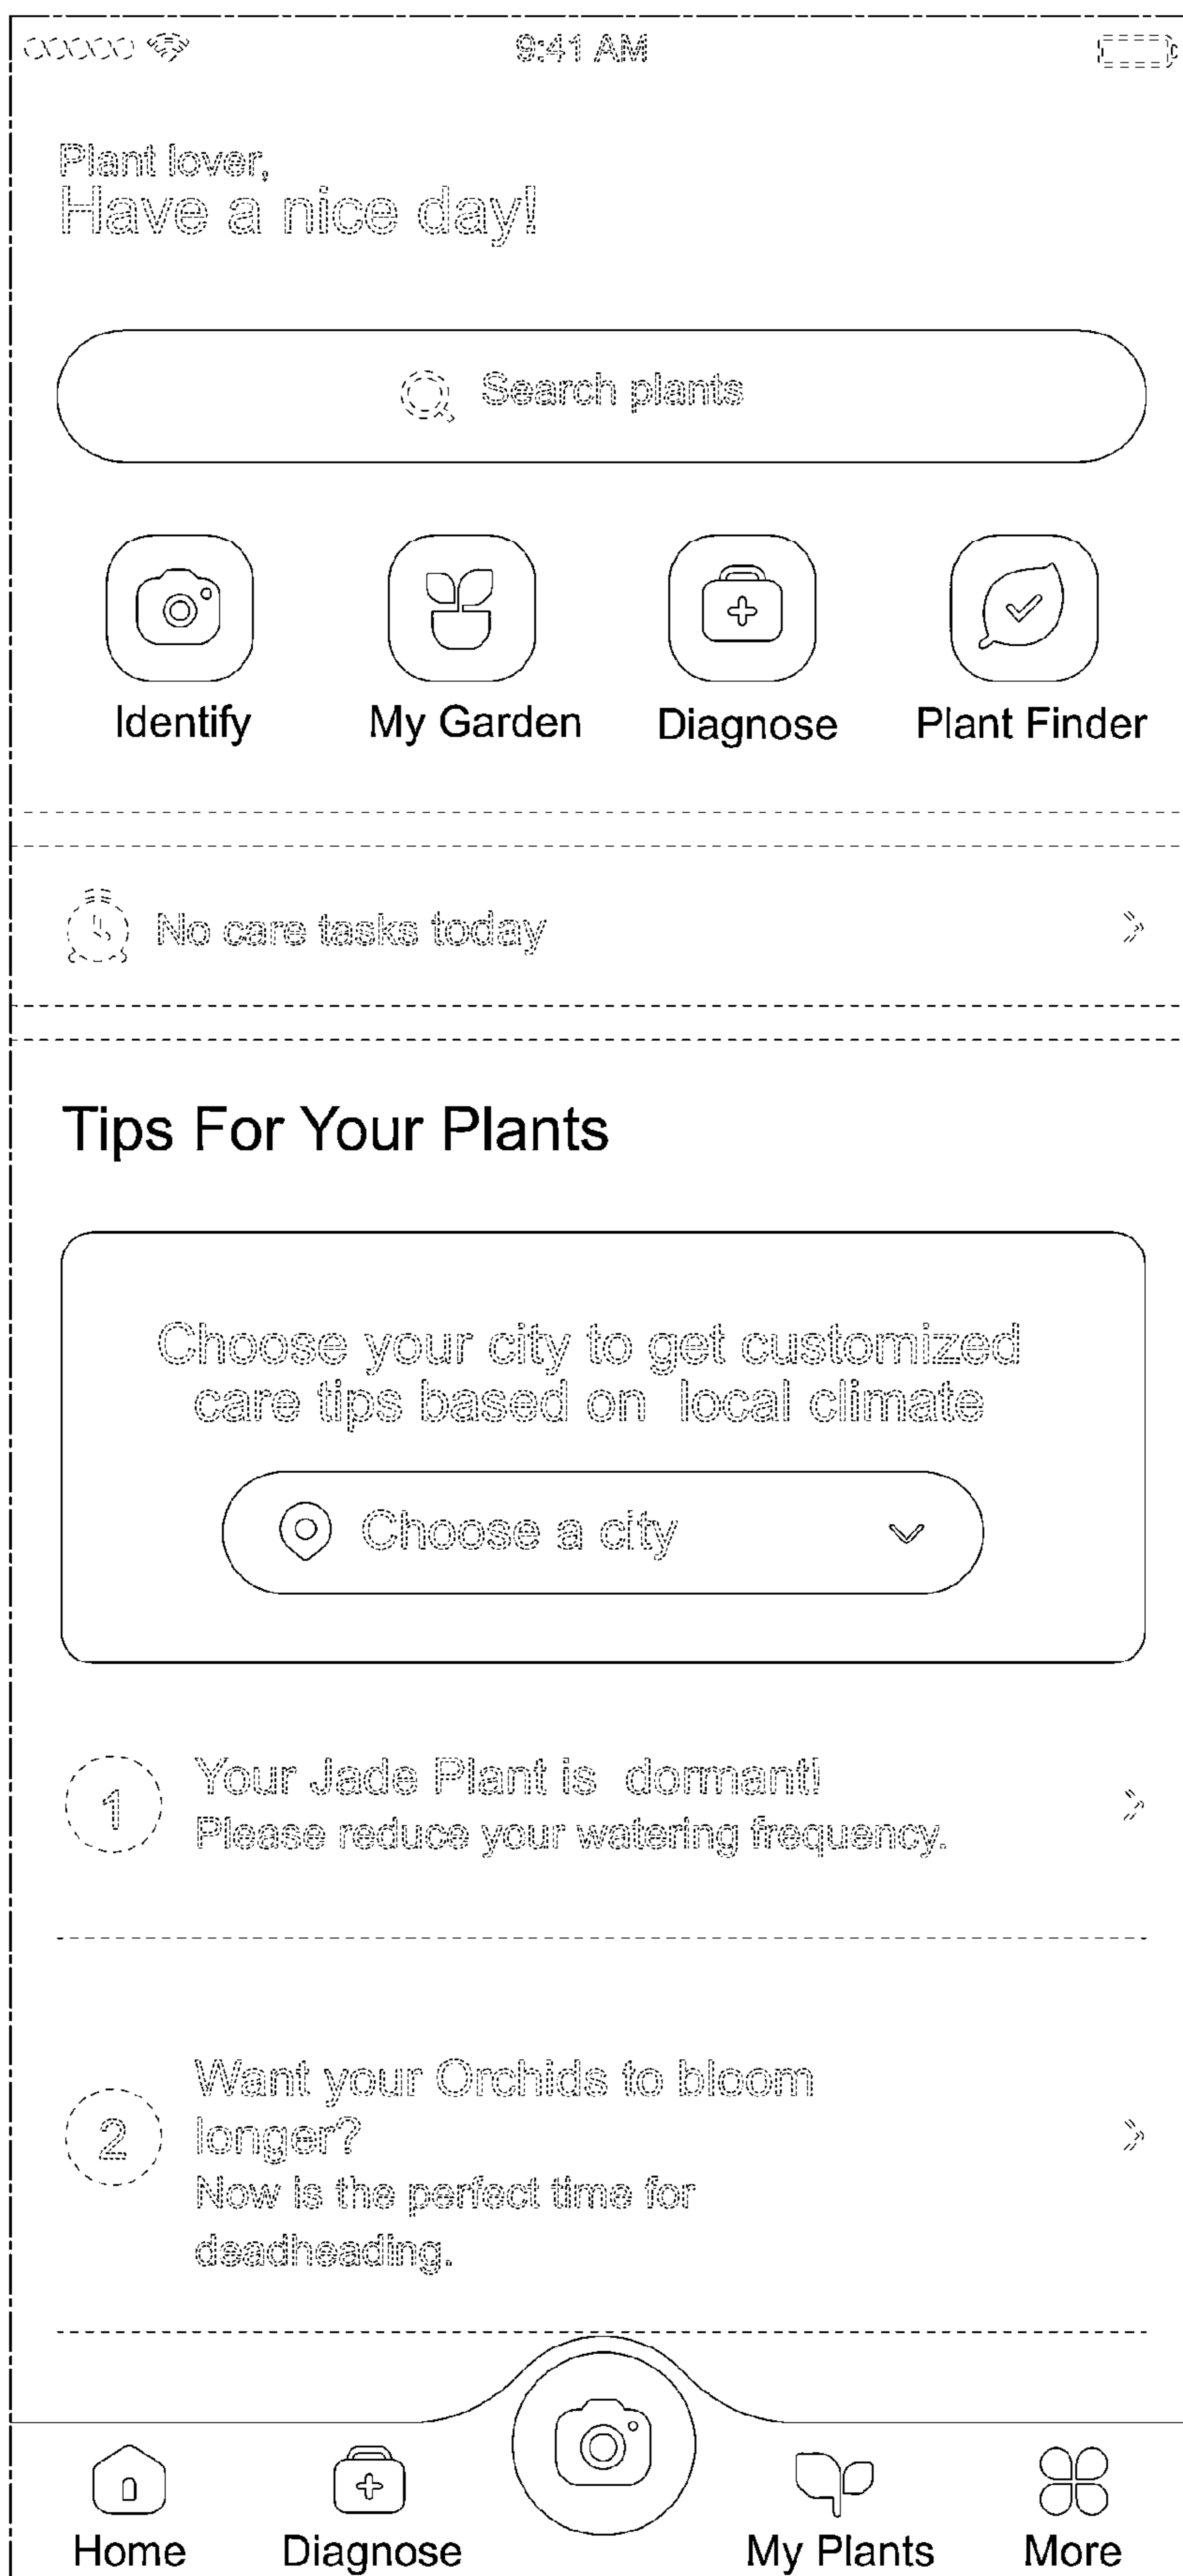 9:41 AM
Plant lover,
Have a nice day!
Search plants
Identify My Garden Diagnose Plant Finder
No care tasks today
Tips For Your Plants
Choose your city to get customized
care tips based on local climate
Choose a city
1
Your Jade Plant is dormant!
Please reduce your watering frequency.
2
Want your Orchids to bloom
longer?
Now is the perfect time for
deadheading.
Home Diagnose My Plants More